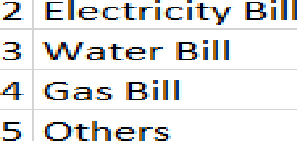 2 Electricity Bill
3 Water Bill
4 Gas Bill
5 Others